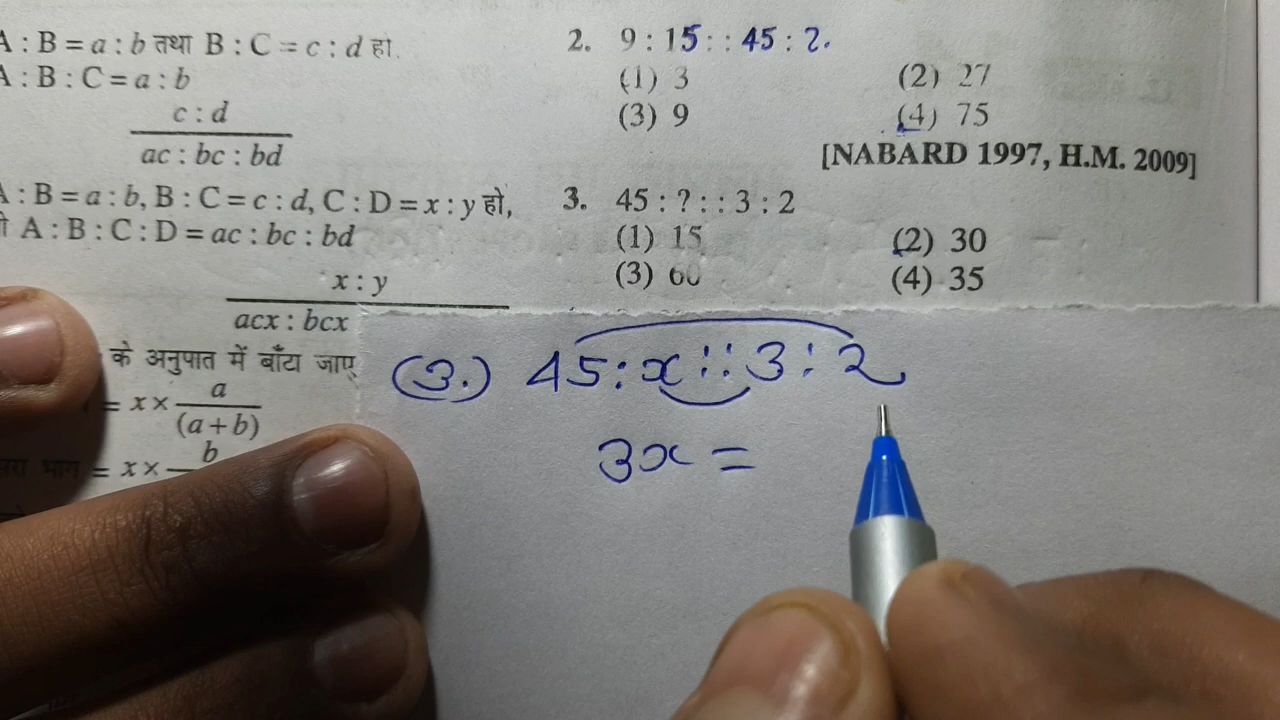 A : B = a : b तथा B : C = c : d हो.
A : B : C = a : b
c : d
ac : bc : bd
A : B = a : b, B : C = c : d, C : D = x : y हो,
A : B : C : D = ac : bc : bd
x : y
acx : bcx
के अनुपात में बाँटा जाए
= x × a
(a + b)
भाग = x × b
2. 9 : 15 : : 45 : ?.
(1) 3 (2) 27
(3) 9 (4) 75
[NABARD 1997, H.M. 2009]
3. 45 : ? : : 3 : 2
(1) 15 (2) 30
(3) 60 (4) 35
(3.) 45 : x : : 3 : 2
3x =